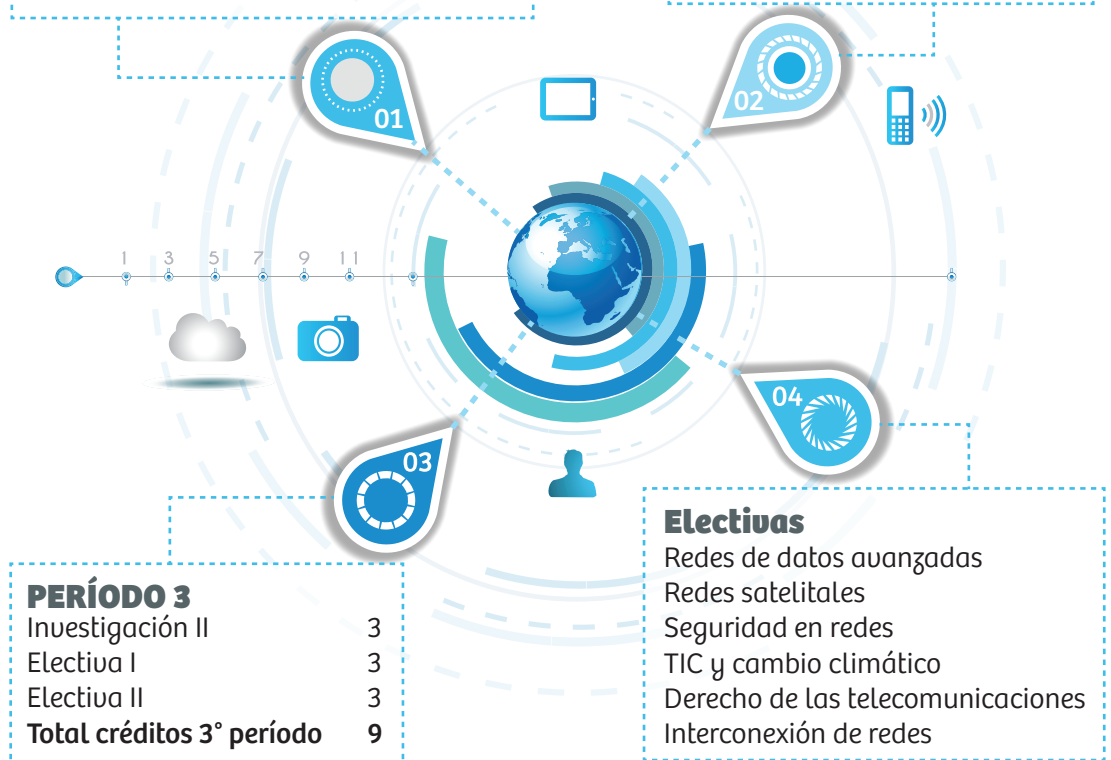 01
02
1 3 5 7 9 11
03
04
PERÍODO 3
Investigación II 3
Electiva I 3
Electiva II 3
Total créditos 3° período 9
Electivas
Redes de datos avanzadas
Redes satelitales
Seguridad en redes
TIC y cambio climático
Derecho de las telecomunicaciones
Interconexión de redes